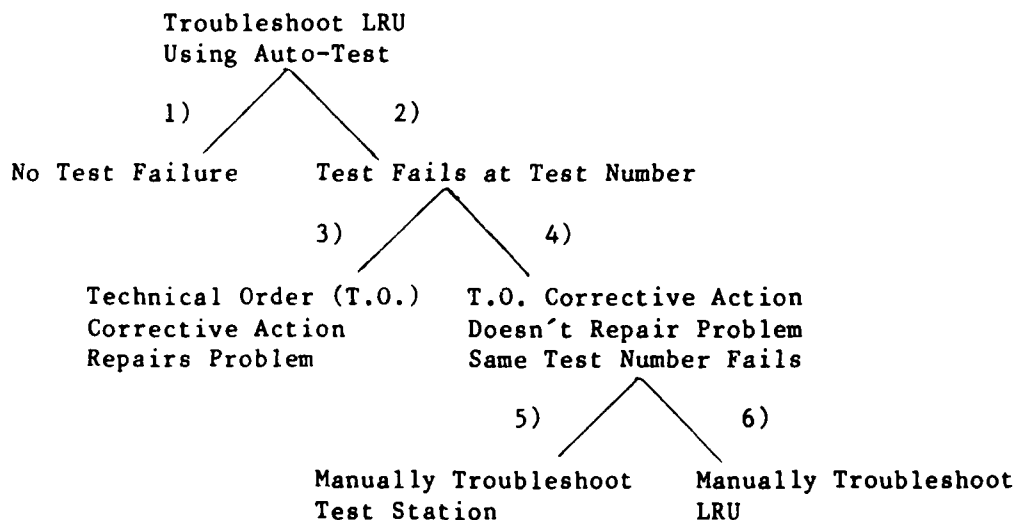 Troubleshoot LRU
Using Auto-Test
1) 2)
No Test Failure Test Fails at Test Number
3) 4)
Technical Order (T.O.) T.O. Corrective Action
Corrective Action Doesn´t Repair Problem
Repairs Problem Same Test Number Fails
5) 6)
Manually Troubleshoot Manually Troubleshoot
Test Station LRU